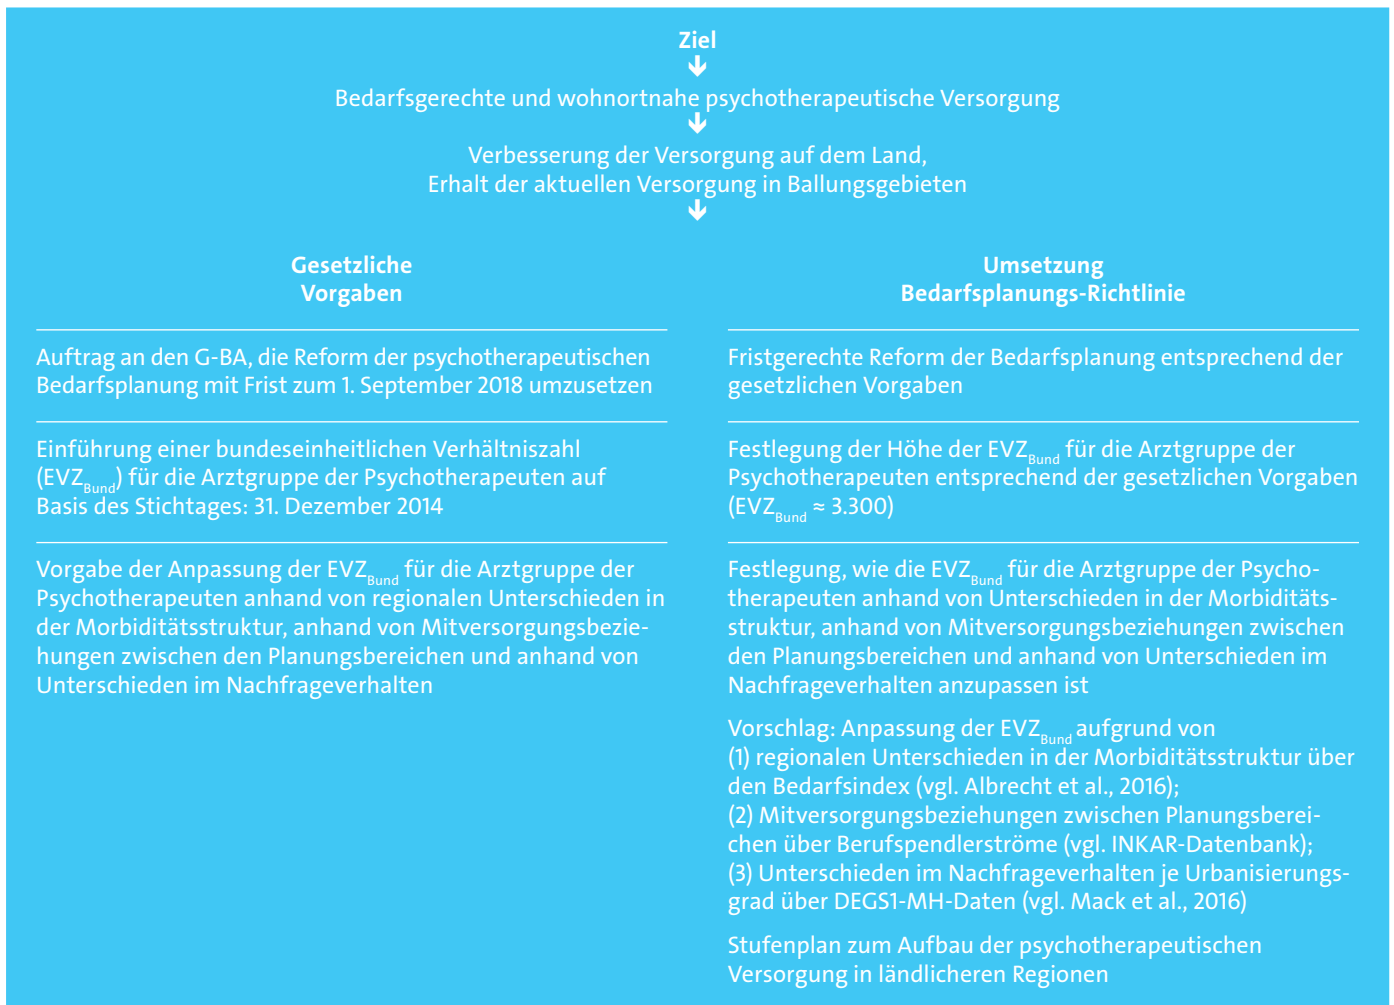 Ziel
Bedarfsgerechte und wohnortnahe psychotherapeutische Versorgung
Verbesserung der Versorgung auf dem Land,
Erhalt der aktuellen Versorgung in Ballungsgebieten
Gesetzliche
Vorgaben
Auftrag an den G-BA, die Reform der psychotherapeutischen
Bedarfsplanung mit Frist zum 1. September 2018 umzusetzen
Einführung einer bundeseinheitlichen Verhältniszahl
(EVZBund) für die Arztgruppe der Psychotherapeuten auf
Basis des Stichtages: 31. Dezember 2014
Vorgabe der Anpassung der EVZBund für die Arztgruppe der
Psychotherapeuten anhand von regionalen Unterschieden in
der Morbiditätsstruktur, anhand von Mitversorgungsbezie-
hungen zwischen den Planungsbereichen und anhand von
Unterschieden im Nachfrageverhalten
Umsetzung
Bedarfsplanungs-Richtlinie
Fristgerechte Reform der Bedarfsplanung entsprechend der
gesetzlichen Vorgaben
Festlegung der Höhe der EVZBund für die Arztgruppe der
Psychotherapeuten entsprechend der gesetzlichen Vorgaben
(EVZBund ≈ 3.300)
Festlegung, wie die EVZBund für die Arztgruppe der Psycho-
therapeuten anhand von Unterschieden in der Morbiditäts-
struktur, anhand von Mitversorgungsbeziehungen zwischen
den Planungsbereichen und anhand von Unterschieden im
Nachfrageverhalten anzupassen ist
Vorschlag: Anpassung der EVZBund aufgrund von
(1) regionalen Unterschieden in der Morbiditätsstruktur über
den Bedarfsindex (vgl. Albrecht et al., 2016);
(2) Mitversorgungsbeziehungen zwischen Planungsberei-
chen über Berufspendlerströme (vgl. INKAR-Datenbank);
(3) Unterschieden im Nachfrageverhalten je Urbanisierungs-
grad über DEGS1-MH-Daten (vgl. Mack et al., 2016)
Stufenplan zum Aufbau der psychotherapeutischen
Versorgung in ländlicheren Regionen